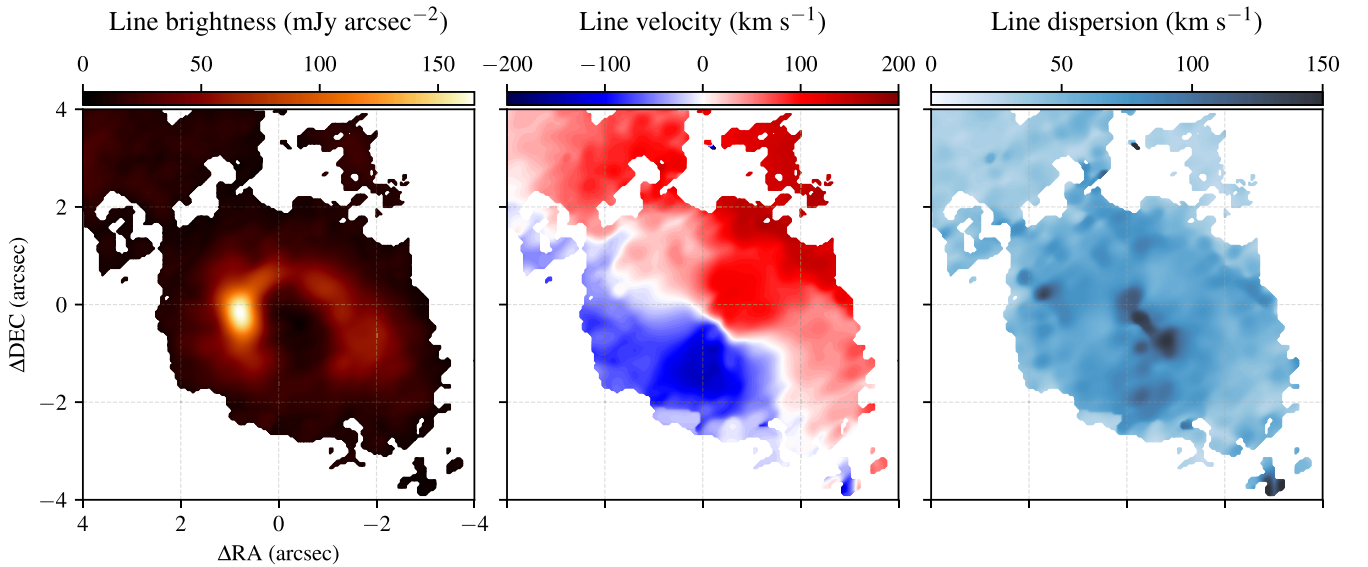 Line brightness (mJy arcsec⁻²)
0 50 100 150
Line velocity (km s⁻¹)
−200 −100 0 100 200
Line dispersion (km s⁻¹)
0 50 100 150
4
2
0
−2
−4
ΔDEC (arcsec)
4 2 0 −2 −4
ΔRA (arcsec)